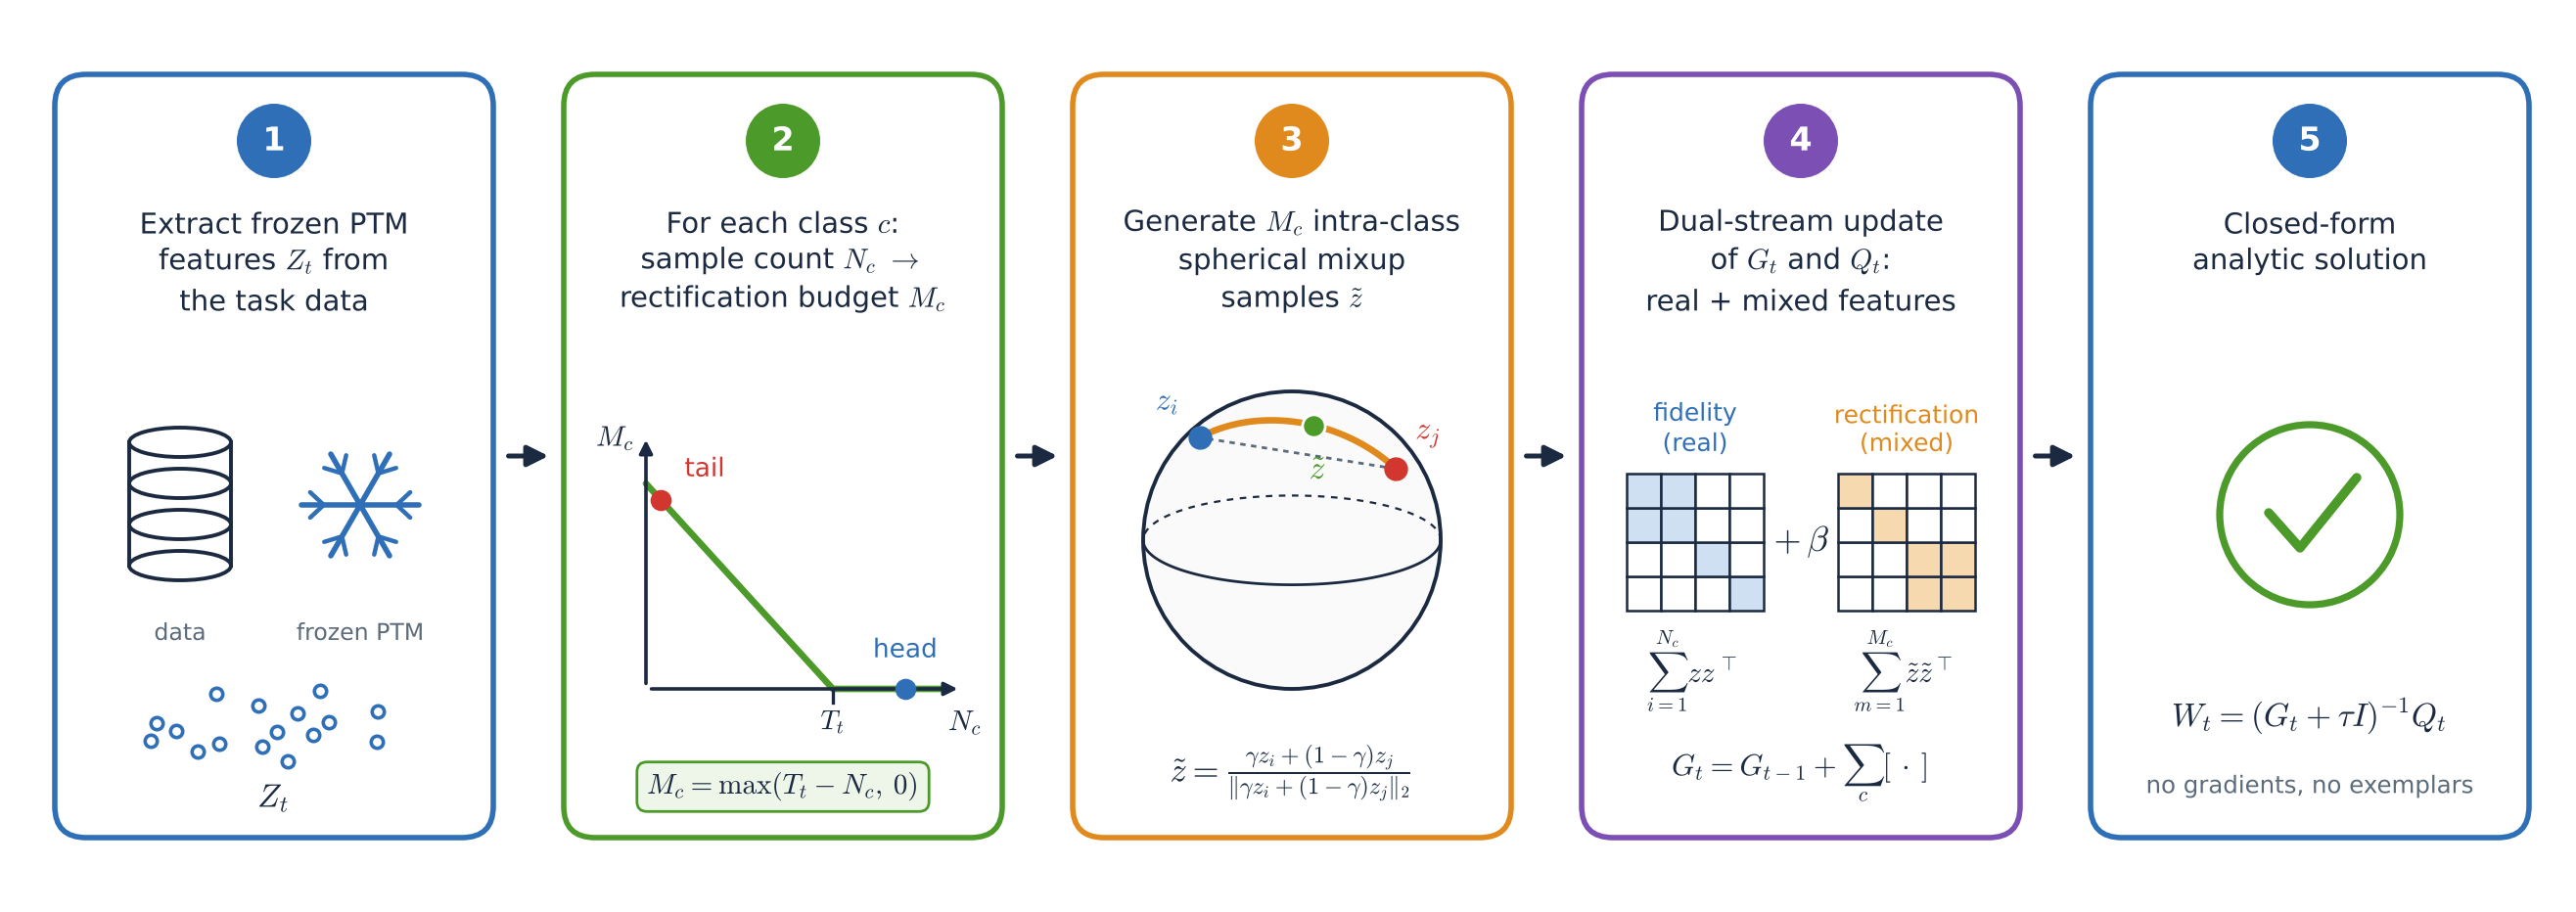 1
Extract frozen PTM
features Z_t from
the task data
data
frozen PTM
Z_t
2
For each class c:
sample count N_c →
rectification budget M_c
M_c
tail
head
T_t
N_c
M_c = max(T_t − N_c, 0)
3
Generate M_c intra-class
spherical mixup
samples z̃
z_i
z_j
z̃
z̃ = (γz_i + (1 − γ)z_j) / ‖γz_i + (1 − γ)z_j‖_2
4
Dual-stream update
of G_t and Q_t:
real + mixed features
fidelity
(real)
rectification
(mixed)
+ β
∑_{i=1}^{N_c} zz^⊤
∑_{m=1}^{M_c} z̃z̃^⊤
G_t = G_{t−1} + ∑_c [ · ]
5
Closed-form
analytic solution
W_t = (G_t + τI)^{−1}Q_t
no gradients, no exemplars